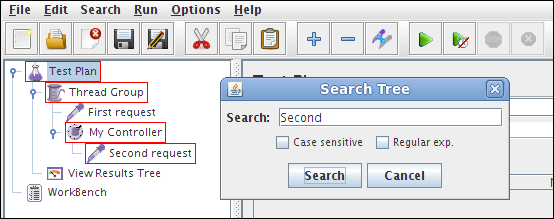 File Edit Search Run Options Help
STOP
Test Plan
Thread Group
First request
My Controller
Second request
View Results Tree
WorkBench
Search Tree
Search: Second
Case sensitive Regular exp.
Search Cancel